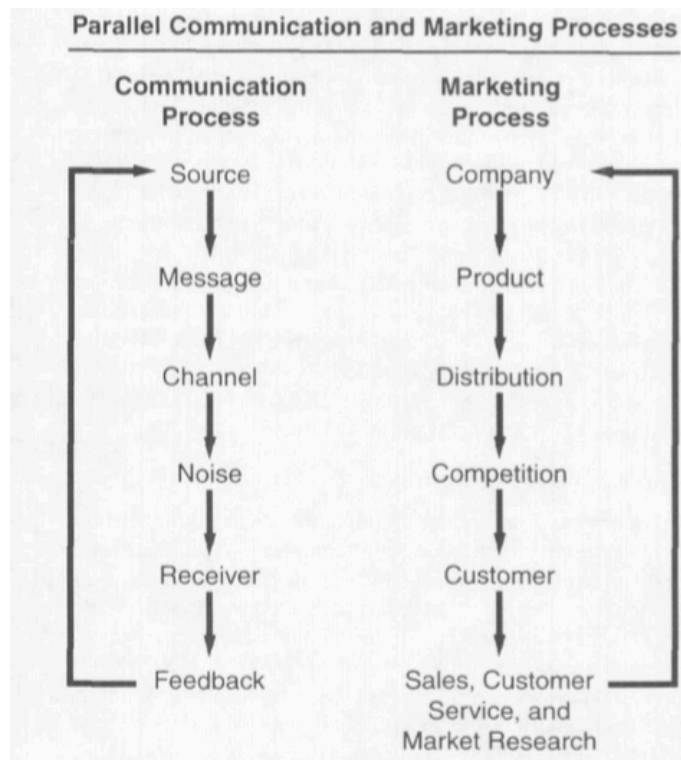 Parallel Communication and Marketing Processes
Communication
Process
Marketing
Process
Source
Company
Message
Product
Channel
Distribution
Noise
Competition
Receiver
Customer
Feedback
Sales, Customer
Service, and
Market Research